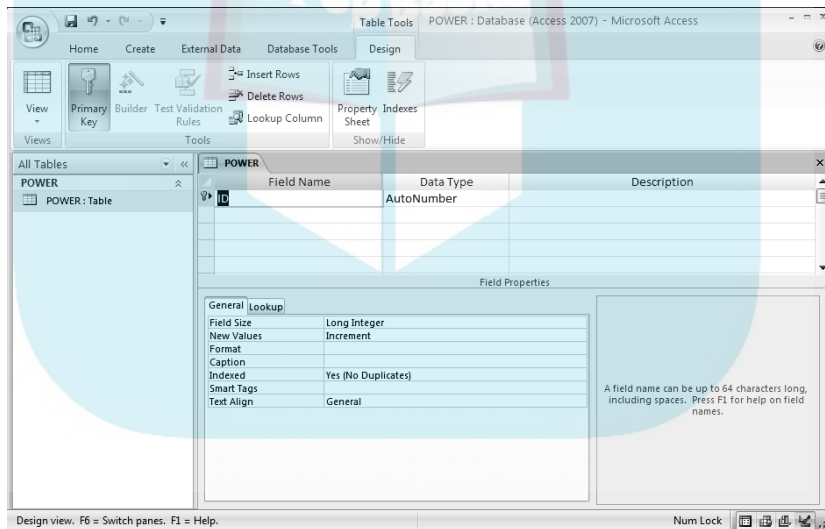 Table Tools POWER : Database (Access 2007) - Microsoft Access
Home Create External Data Database Tools Design
View
Primary Key
Builder
Test Validation Rules
Insert Rows
Delete Rows
Lookup Column
Property Sheet
Indexes
Views Tools Show/Hide
All Tables
POWER
POWER : Table
POWER
Field Name Data Type Description
ID AutoNumber
Field Properties
General Lookup
Field Size Long Integer
New Values Increment
Format
Caption
Indexed Yes (No Duplicates)
Smart Tags
Text Align General
A field name can be up to 64 characters long,
including spaces. Press F1 for help on field
names.
Design view. F6 = Switch panes. F1 = Help. Num Lock